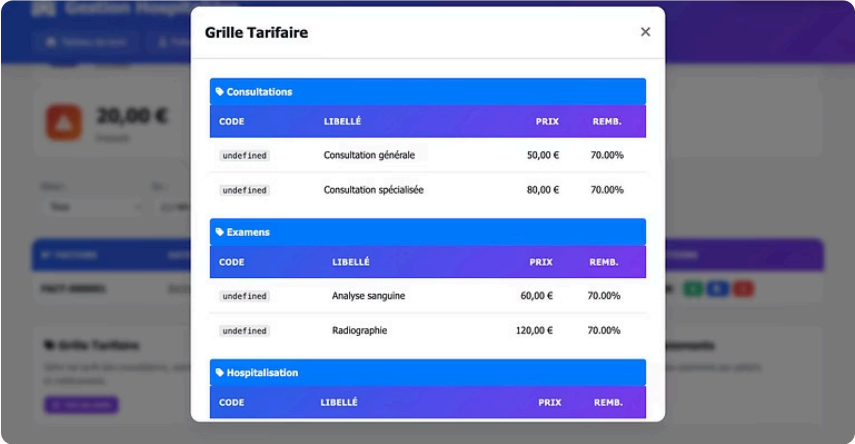 Gestion Hospitalière
Grille Tarifaire
×
20,00 €
Consultations
CODE LIBELLÉ PRIX REMB.
undefined Consultation générale 50,00 € 70.00%
undefined Consultation spécialisée 80,00 € 70.00%
Examens
CODE LIBELLÉ PRIX REMB.
undefined Analyse sanguine 60,00 € 70.00%
undefined Radiographie 120,00 € 70.00%
Hospitalisation
CODE LIBELLÉ PRIX REMB.
Grille Tarifaire